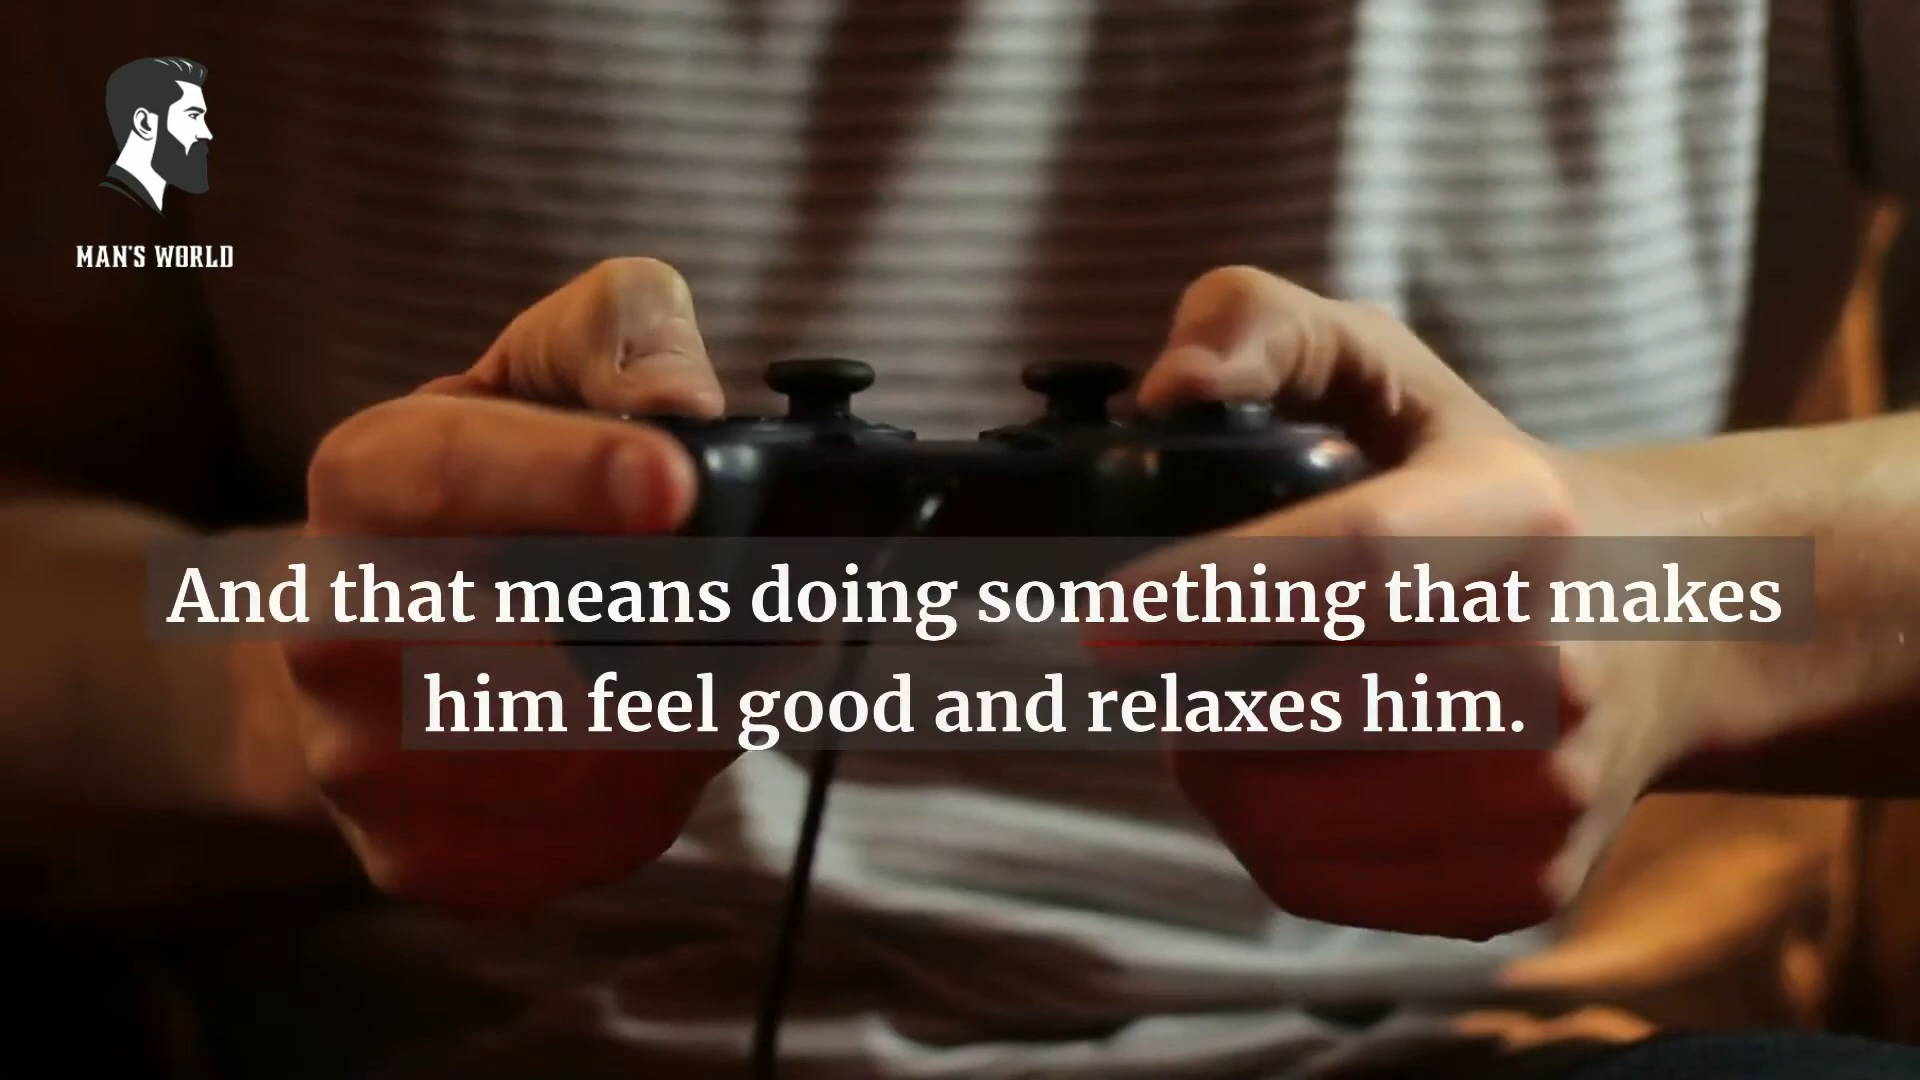 MAN'S WORLD
And that means doing something that makes
him feel good and relaxes him.